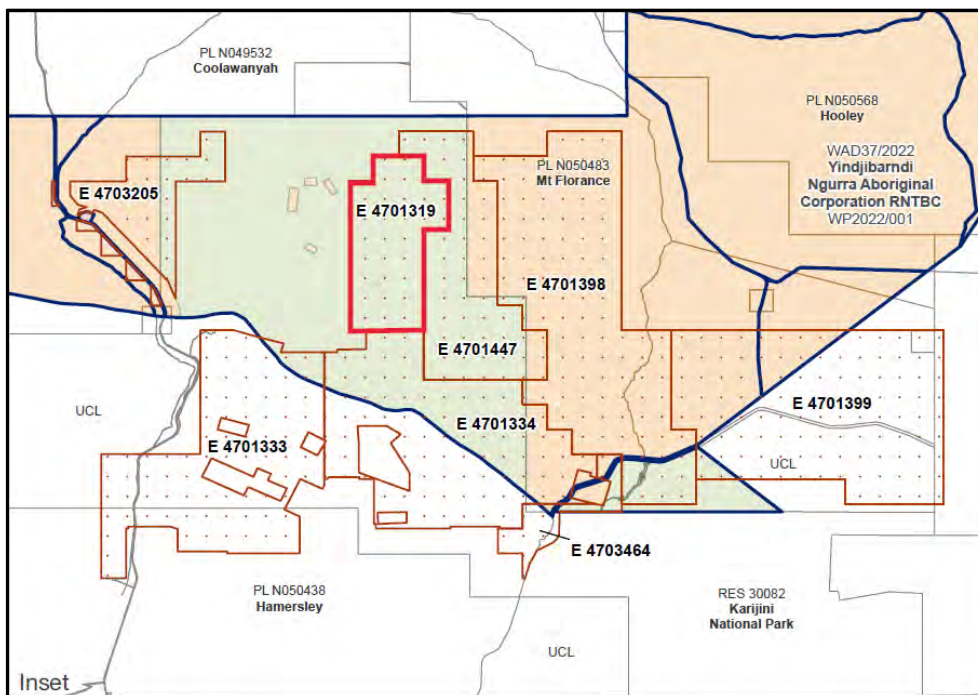 PL N049532
Coolawanyah
PL N050568
Hooley
WAD37/2022
Yindjibarndi
Ngurra Aboriginal
Corporation RNTBC
WP2022/001
PL N050483
Mt Florance
E 4703205
E 4701319
E 4701398
E 4701447
E 4701399
UCL
E 4701334
E 4701333
UCL
E 4703464
PL N050438
Hamersley
RES 30082
Karijini
National Park
UCL
Inset